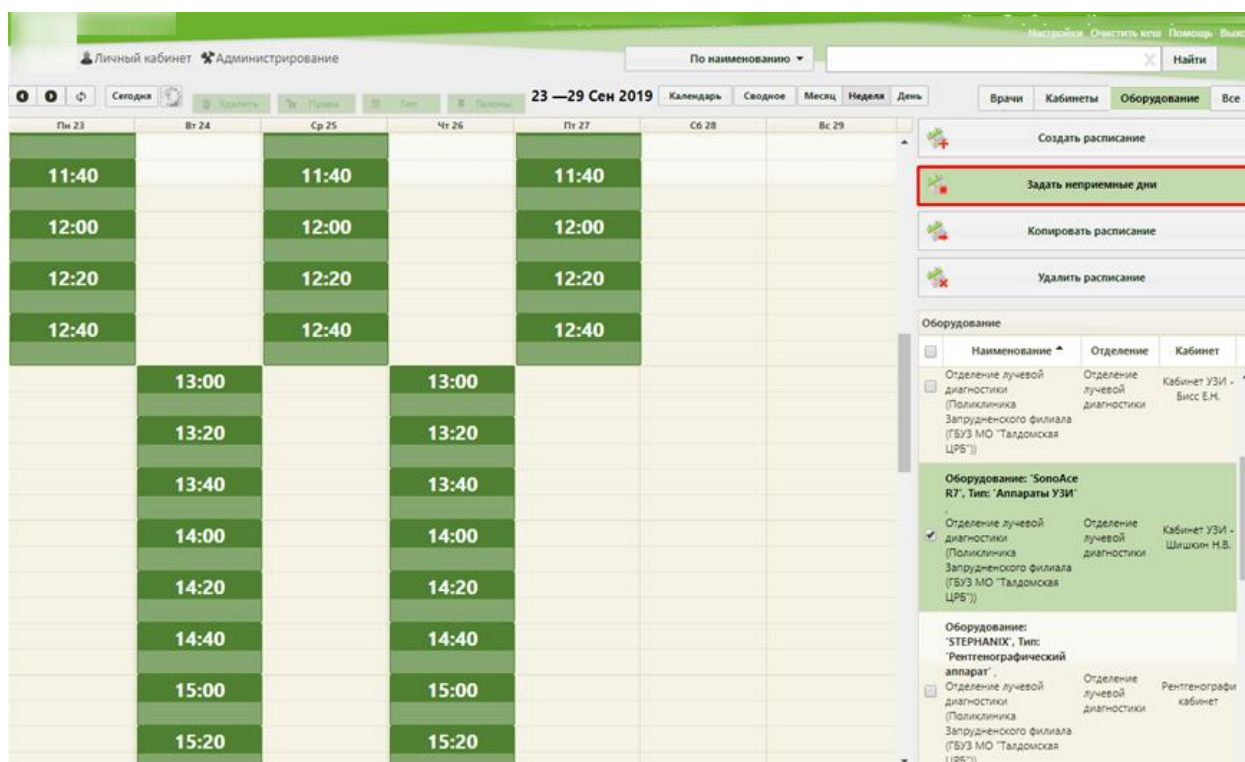 Настройки Очистить кеш Помощь
Личный кабинет Администрирование
По наименованию
Найти
Сегодня Удалить Права Тип Талоны 23 —29 Сен 2019 Календарь Сводное Месяц Неделя День
Врачи Кабинеты Оборудование Все
Пн 23 Вт 24 Ср 25 Чт 26 Пт 27 Сб 28 Вс 29
11:40 11:40 11:40
12:00 12:00 12:00
12:20 12:20 12:20
12:40 12:40 12:40
13:00 13:00
13:20 13:20
13:40 13:40
14:00 14:00
14:20 14:20
14:40 14:40
15:00 15:00
15:20 15:20
Создать расписание
Задать неприемные дни
Копировать расписание
Удалить расписание
Оборудование
Наименование Отделение Кабинет
Отделение лучевой
диагностики
(Поликлиника
Запрудненского филиала
(ГБУЗ МО "Талдомская
ЦРБ"))
Отделение
лучевой
диагностики
Кабинет УЗИ -
Бисс Е.Н.
Оборудование: 'SonoAce
R7', Тип: 'Аппараты УЗИ'
,
Отделение лучевой
диагностики
(Поликлиника
Запрудненского филиала
(ГБУЗ МО "Талдомская
ЦРБ"))
Отделение
лучевой
диагностики
Кабинет УЗИ -
Шишкин Н.В.
Оборудование:
'STEPHANIX', Тип:
'Рентгенографический
аппарат' ,
Отделение лучевой
диагностики
(Поликлиника
Запрудненского филиала
(ГБУЗ МО "Талдомская
ЦРБ"))
Отделение
лучевой
диагностики
Рентгенографи
кабинет